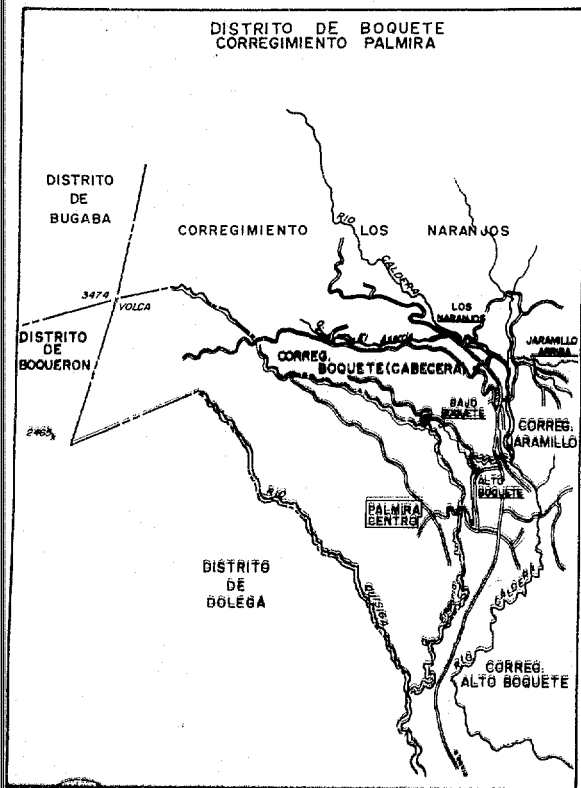 DISTRITO DE BOQUETE
CORREGIMIENTO PALMIRA
DISTRITO
DE
BUGABA
CORREGIMIENTO LOS NARANJOS
RIO
CALDERA
3474
VOLCA
LOS
NARANJOS
DISTRITO
DE
BOQUERON
JARAMILLO
ARRIBA
CORREG.
BOQUETE (CABECERA)
BAJO
BOQUETE
CORREG.
JARAMILLO
2465
ALTO
BOQUETE
RIO
PALMIRA
CENTRO
DISTRITO
DE
DOLEGA
CALDERA
RIO
CORREG.
ALTO BOQUETE